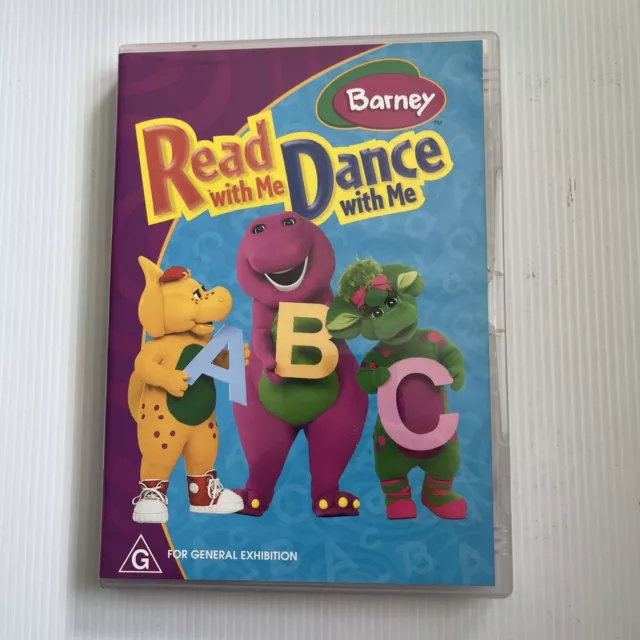 Barney
TM
Read
with Me
Dance
with Me
A B C
G
FOR GENERAL EXHIBITION